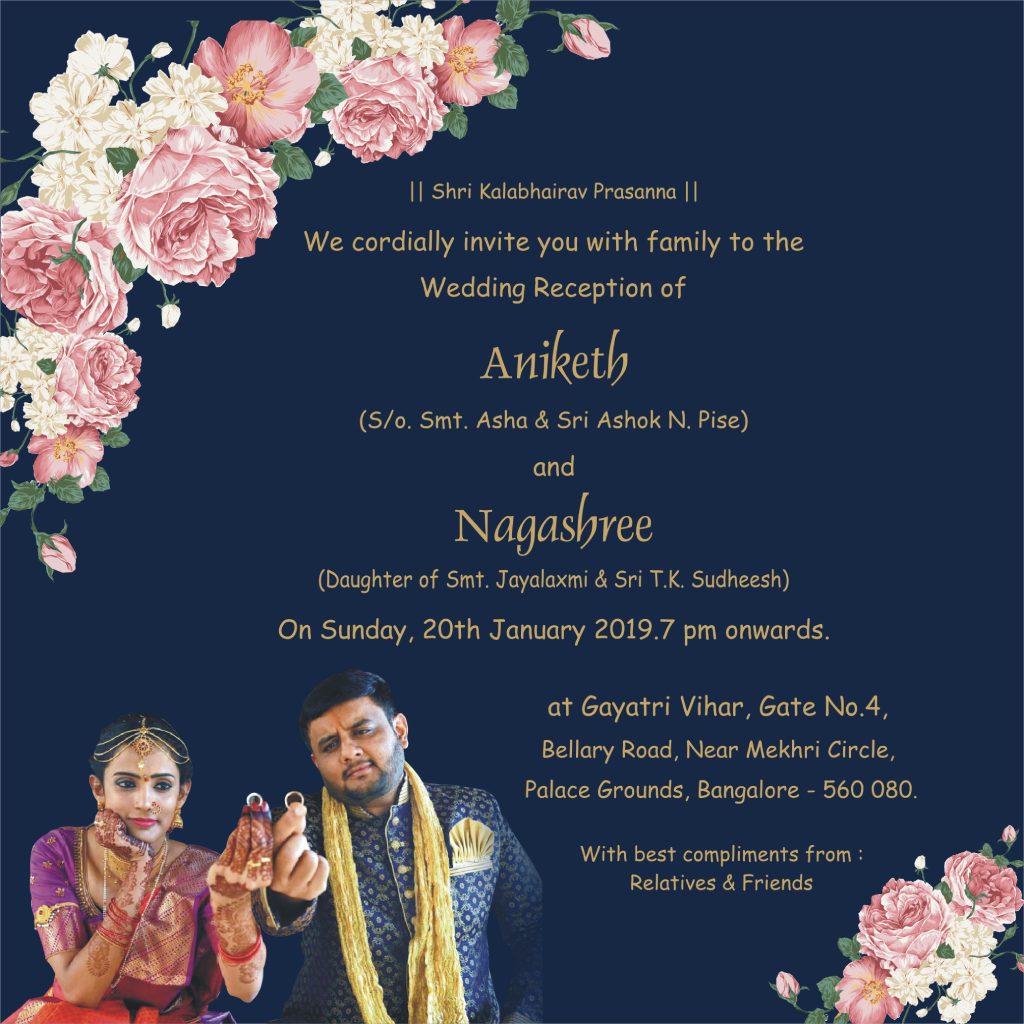 || Shri Kalabhairav Prasanna ||
We cordially invite you with family to the
Wedding Reception of
Aniketh
(S/o. Smt. Asha & Sri Ashok N. Pise)
and
Nagashree
(Daughter of Smt. Jayalaxmi & Sri T.K. Sudheesh)
On Sunday, 20th January 2019.7 pm onwards.
at Gayatri Vihar, Gate No.4,
Bellary Road, Near Mekhri Circle,
Palace Grounds, Bangalore - 560 080.
With best compliments from :
Relatives & Friends